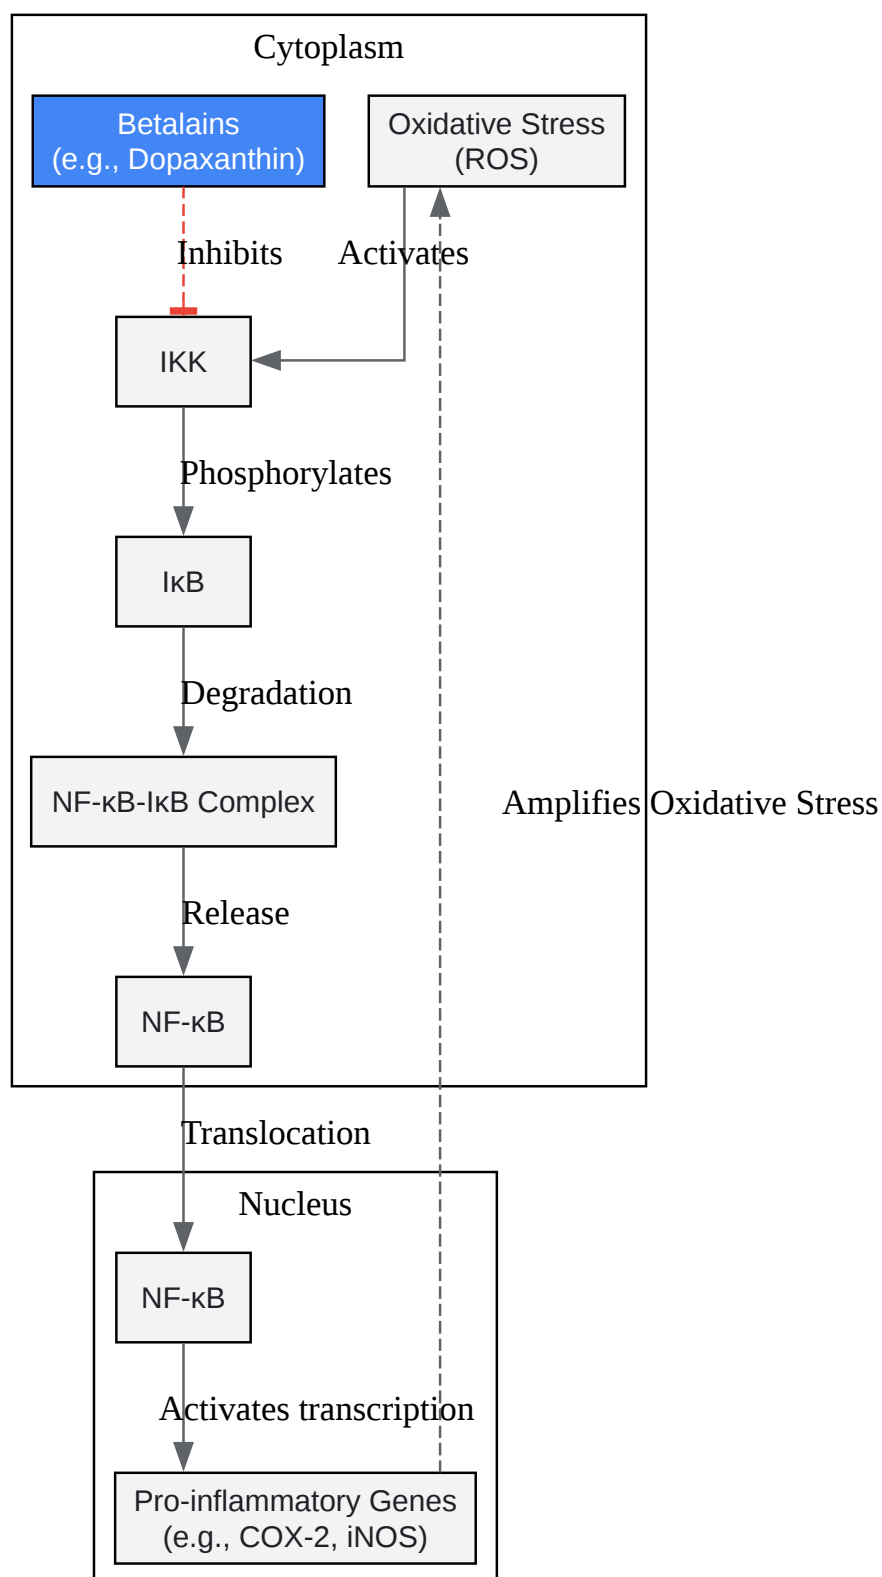 Cytoplasm
Betalains
(e.g., Dopaxanthin)
Oxidative Stress
(ROS)
Inhibits
Activates
IKK
Phosphorylates
IκB
Degradation
NF-κB-IκB Complex
Amplifies Oxidative Stress
Release
NF-κB
Translocation
Nucleus
NF-κB
Activates transcription
Pro-inflammatory Genes
(e.g., COX-2, iNOS)